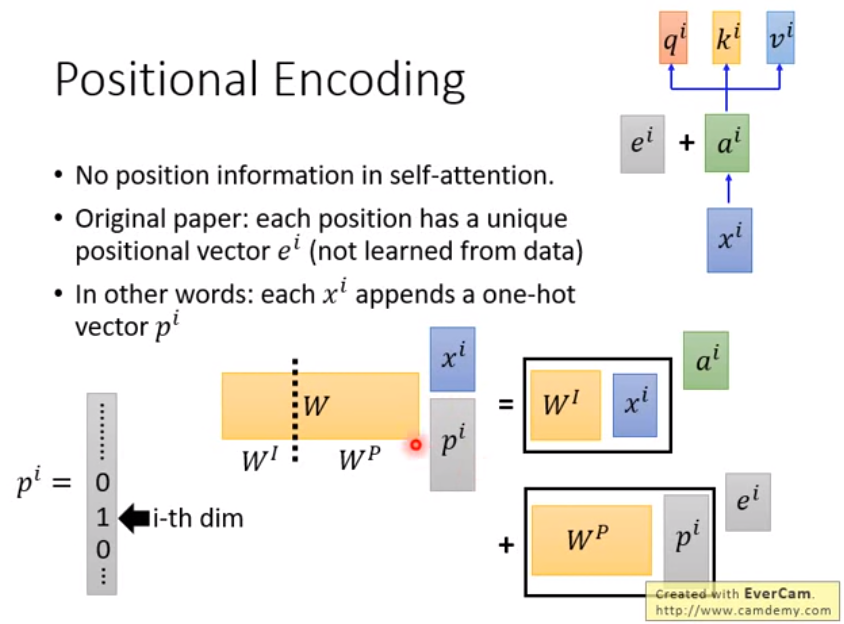 Positional Encoding
qⁱ kⁱ vⁱ
eⁱ + aⁱ
xⁱ
• No position information in self-attention.
• Original paper: each position has a unique
positional vector eⁱ (not learned from data)
• In other words: each xⁱ appends a one-hot
vector pⁱ
pⁱ =
⋮
0
1
0
⋮
i-th dim
W
Wᴵ Wᴾ
xⁱ
pⁱ
=
Wᴵ xⁱ
aⁱ
+
Wᴾ pⁱ
eⁱ
Created with EverCam.
http://www.camdemy.com